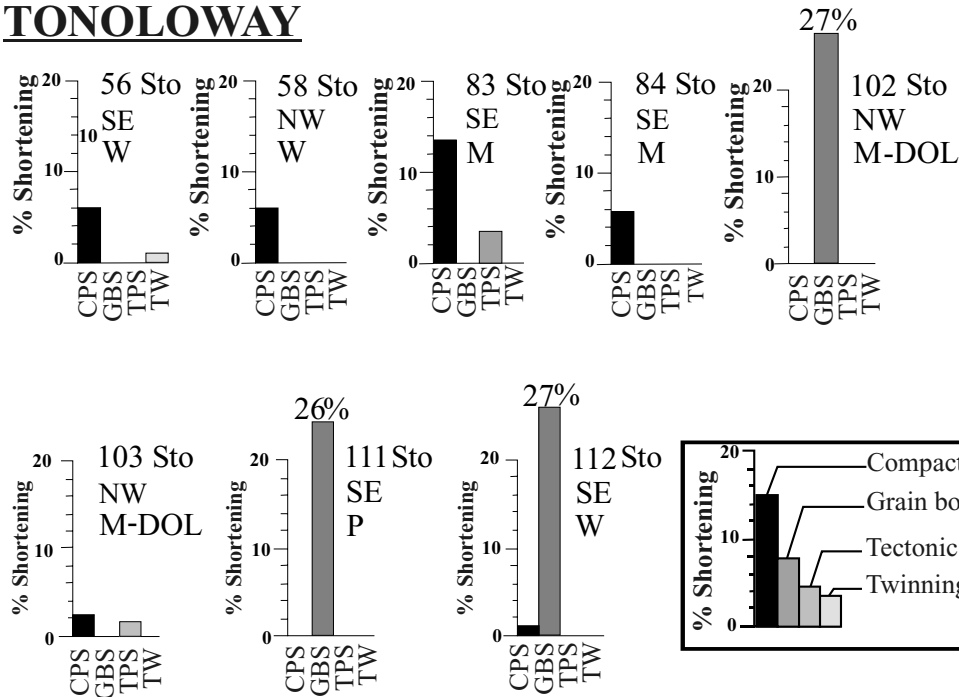 TONOLOWAY
% Shortening
20
10
10
0
56 Sto
SE
W
CPS
GBS
TPS
TW
% Shortening
20
10
0
58 Sto
NW
W
CPS
GBS
TPS
TW
% Shortening
20
10
0
83 Sto
SE
M
CPS
GBS
TPS
TW
% Shortening
20
10
0
84 Sto
SE
M
CPS
GBS
TPS
TW
27%
% Shortening
20
10
0
102 Sto
NW
M-DOL
CPS
GBS
TPS
TW
% Shortening
20
10
0
103 Sto
NW
M-DOL
CPS
GBS
TPS
TW
26%
% Shortening
20
10
0
111 Sto
SE
P
CPS
GBS
TPS
TW
27%
% Shortening
20
10
0
112 Sto
SE
W
CPS
GBS
TPS
TW
% Shortening
20
10
0
Compact
Grain bo
Tectonic
Twinning